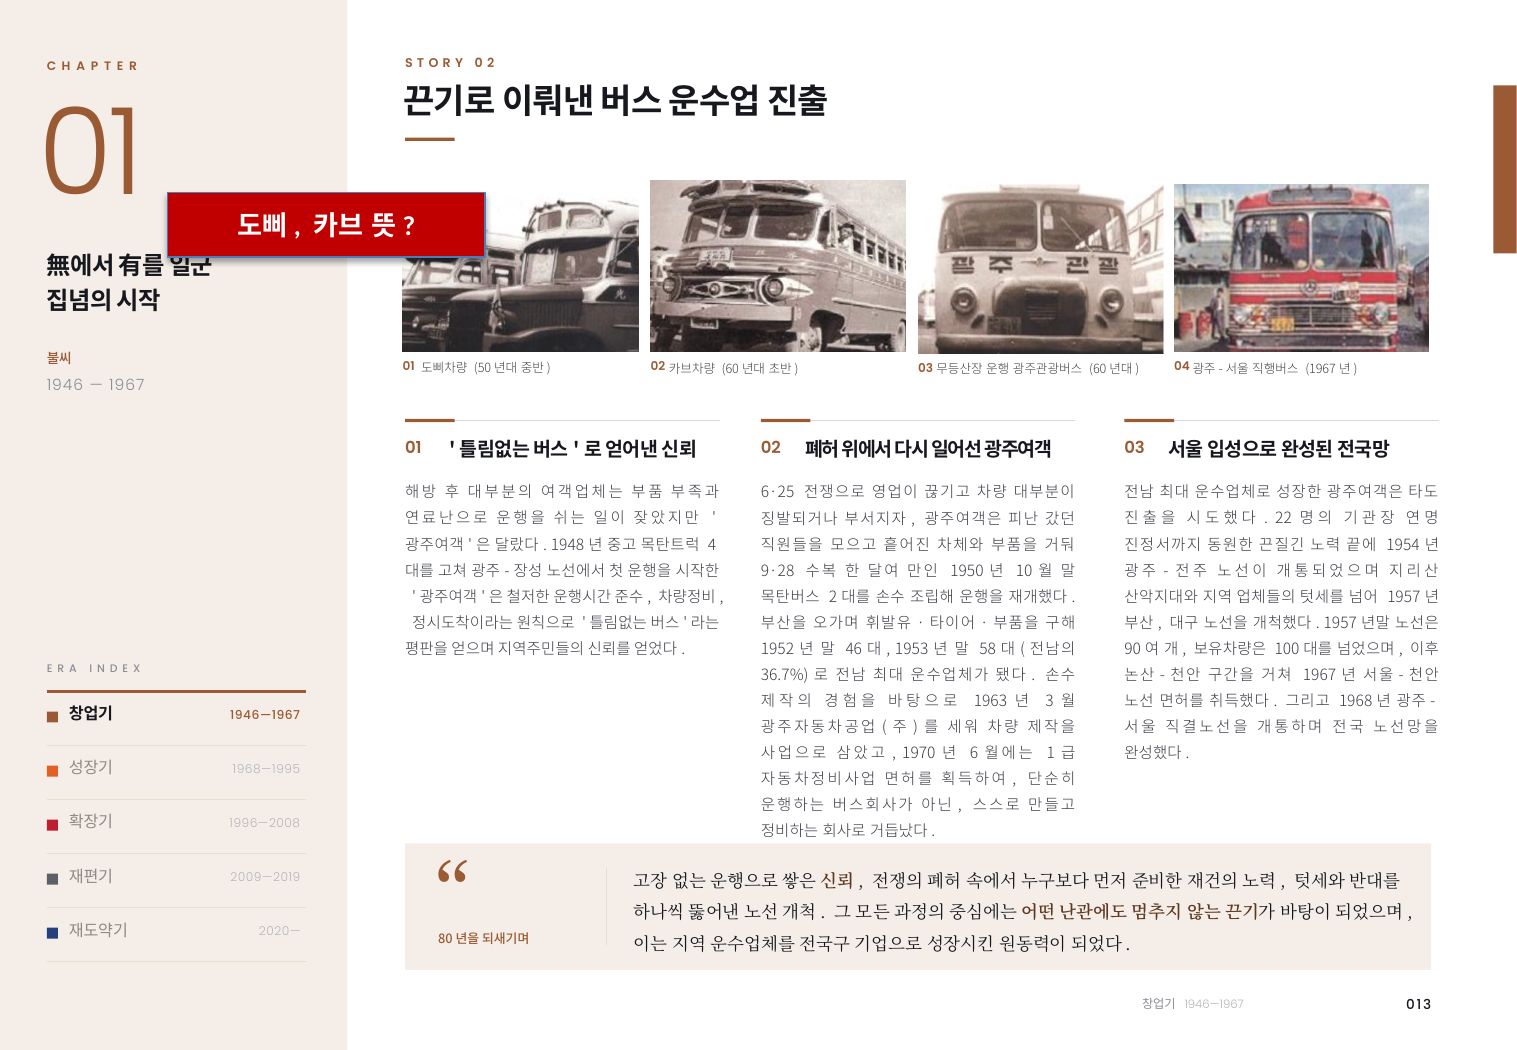 CHAPTER
01
도삐, 카브 뜻?
無에서 有를 일군
집념의 시작
불씨
1946 — 1967
ERA INDEX
창업기 1946—1967
성장기 1968—1995
확장기 1996—2008
재편기 2009—2019
재도약기 2020—
STORY 02
끈기로 이뤄낸 버스 운수업 진출
광주관광
01 도삐차량 (50년대 중반)
02 카브차량 (60년대 초반)
03 무등산장 운행 광주관광버스 (60년대)
04 광주-서울 직행버스 (1967년)
01 '틀림없는 버스'로 얻어낸 신뢰
해방 후 대부분의 여객업체는 부품 부족과
연료난으로 운행을 쉬는 일이 잦았지만 '
광주여객'은 달랐다. 1948년 중고 목탄트럭 4
대를 고쳐 광주-장성 노선에서 첫 운행을 시작한
'광주여객'은 철저한 운행시간 준수, 차량정비,
정시도착이라는 원칙으로 '틀림없는 버스'라는
평판을 얻으며 지역주민들의 신뢰를 얻었다.
02 폐허 위에서 다시 일어선 광주여객
6·25 전쟁으로 영업이 끊기고 차량 대부분이
징발되거나 부서지자, 광주여객은 피난 갔던
직원들을 모으고 흩어진 차체와 부품을 거둬
9·28 수복 한 달여 만인 1950년 10월 말
목탄버스 2대를 손수 조립해 운행을 재개했다.
부산을 오가며 휘발유·타이어·부품을 구해
1952년 말 46대, 1953년 말 58대(전남의
36.7%)로 전남 최대 운수업체가 됐다. 손수
제작의 경험을 바탕으로 1963년 3월
광주자동차공업(주)를 세워 차량 제작을
사업으로 삼았고, 1970년 6월에는 1급
자동차정비사업 면허를 획득하여, 단순히
운행하는 버스회사가 아닌, 스스로 만들고
정비하는 회사로 거듭났다.
03 서울 입성으로 완성된 전국망
전남 최대 운수업체로 성장한 광주여객은 타도
진출을 시도했다. 22명의 기관장 연명
진정서까지 동원한 끈질긴 노력 끝에 1954년
광주-전주 노선이 개통되었으며 지리산
산악지대와 지역 업체들의 텃세를 넘어 1957년
부산, 대구 노선을 개척했다. 1957년말 노선은
90여 개, 보유차량은 100대를 넘었으며, 이후
논산-천안 구간을 거쳐 1967년 서울-천안
노선 면허를 취득했다. 그리고 1968년 광주-
서울 직결노선을 개통하며 전국 노선망을
완성했다.
“
80년을 되새기며
고장 없는 운행으로 쌓은 신뢰, 전쟁의 폐허 속에서 누구보다 먼저 준비한 재건의 노력, 텃세와 반대를
하나씩 뚫어낸 노선 개척. 그 모든 과정의 중심에는 어떤 난관에도 멈추지 않는 끈기가 바탕이 되었으며,
이는 지역 운수업체를 전국구 기업으로 성장시킨 원동력이 되었다.
창업기 1946—1967
013